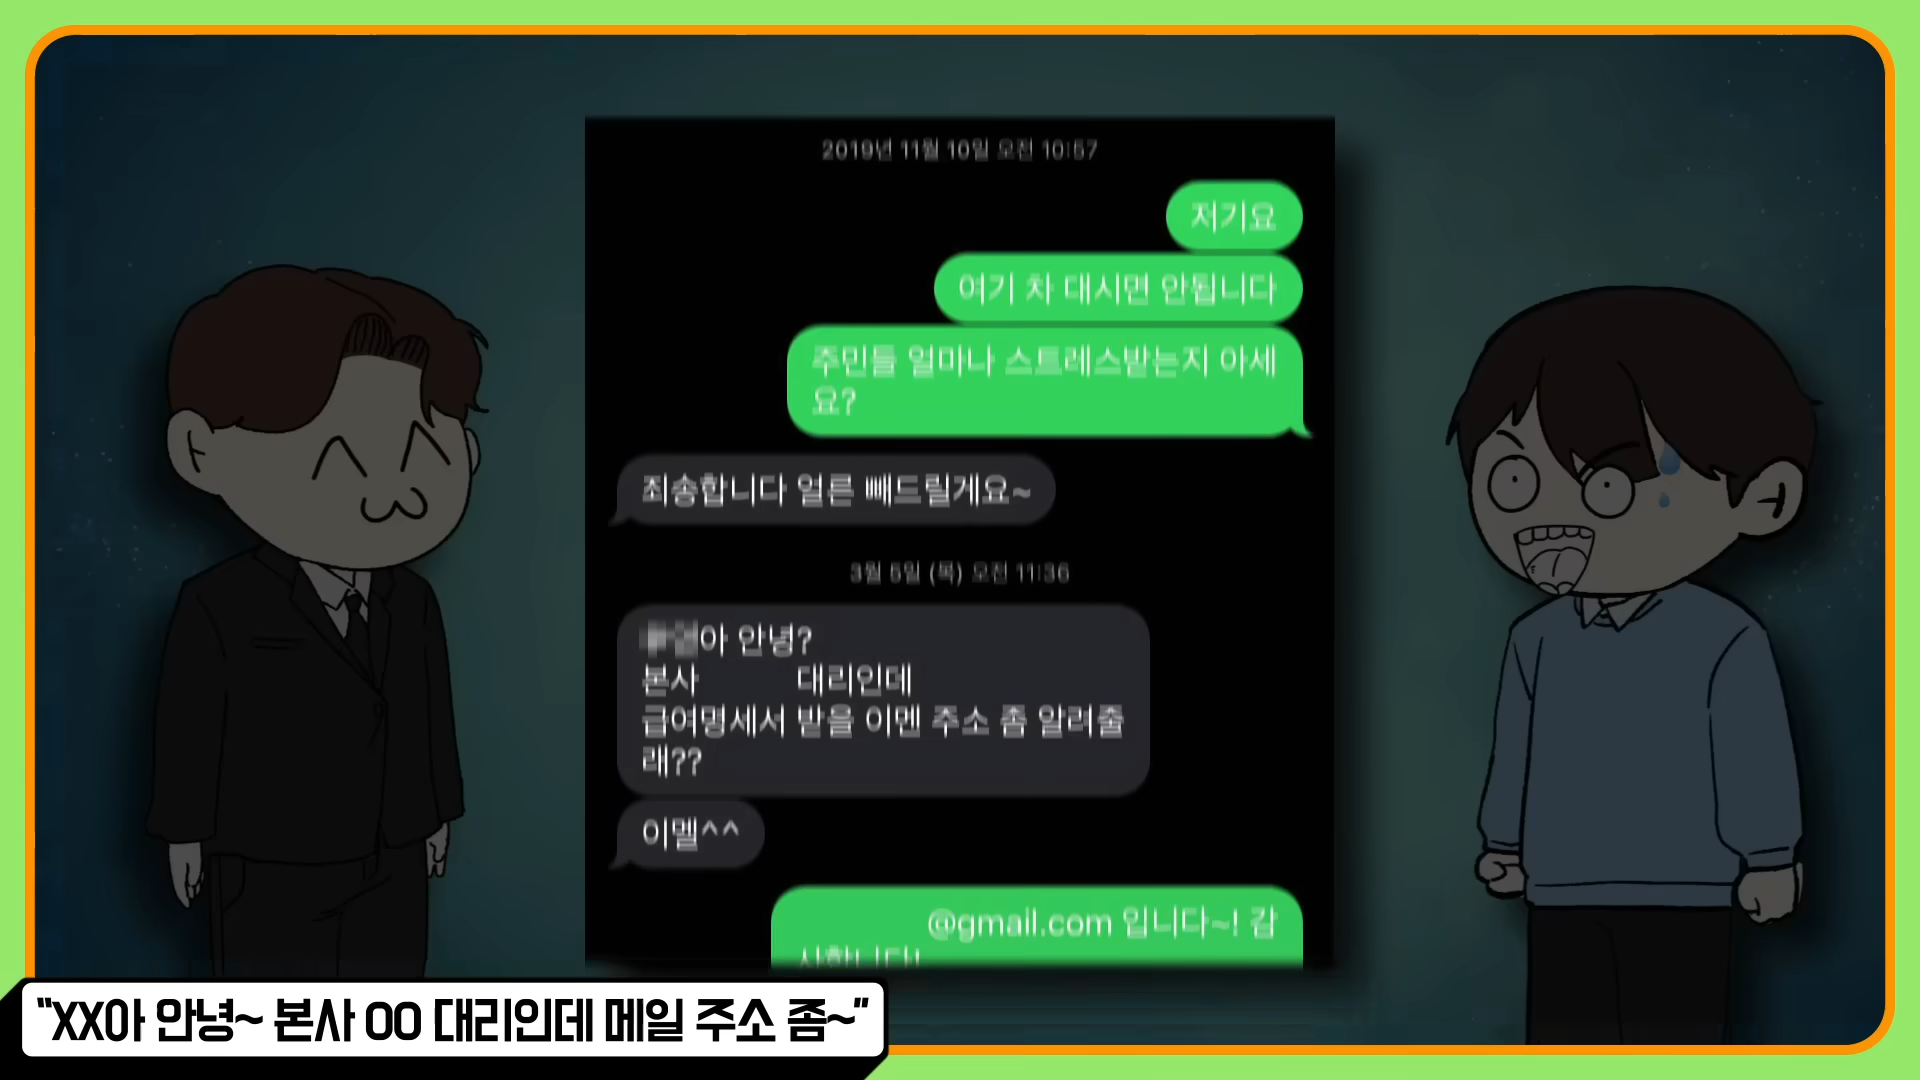 2019년 11월 10일 오전 10:57
저기요
여기 차 대시면 안됩니다
주민들 얼마나 스트레스받는지 아세
요?
죄송합니다 얼른 빼드릴게요~
3월 5일 (목) 오전 11:36
아 안녕?
본사 대리인데
급여명세서 받을 이멘 주소 좀 알려줄
래??
이멜^^
@gmail.com 입니다~! 감
사합니다!
"XX아 안녕~ 본사 OO 대리인데 메일 주소 좀~"